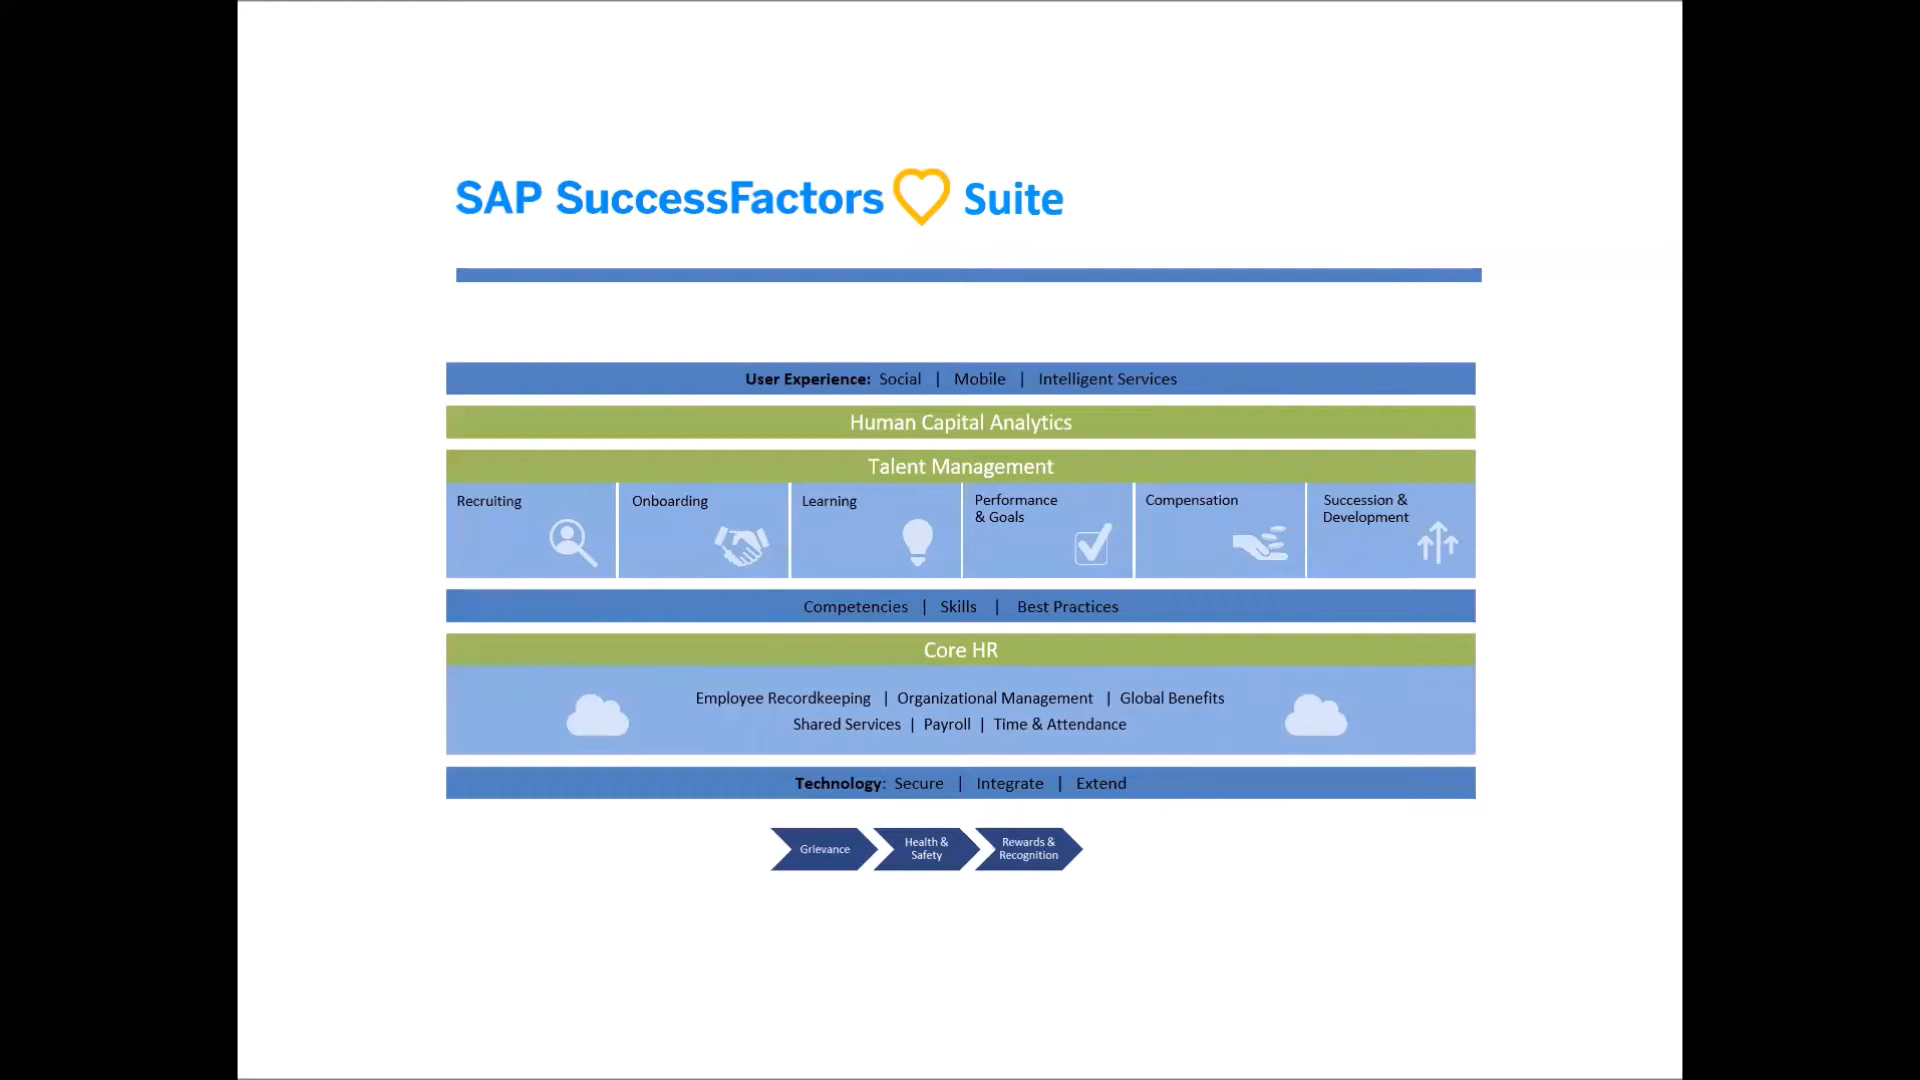 SAP SuccessFactors Suite
User Experience: Social | Mobile | Intelligent Services
Human Capital Analytics
Talent Management
Recruiting
Onboarding
Learning
Performance
& Goals
Compensation
Succession &
Development
Competencies | Skills | Best Practices
Core HR
Employee Recordkeeping | Organizational Management | Global Benefits
Shared Services | Payroll | Time & Attendance
Technology: Secure | Integrate | Extend
Grievance
Health &
Safety
Rewards &
Recognition